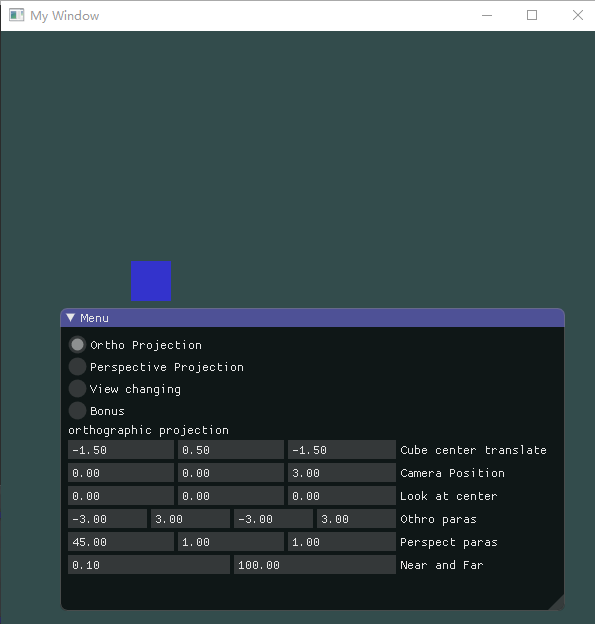 My Window
Menu
Ortho Projection
Perspective Projection
View changing
Bonus
orthographic projection
-1.50 0.50 -1.50 Cube center translate
0.00 0.00 3.00 Camera Position
0.00 0.00 0.00 Look at center
-3.00 3.00 -3.00 3.00 Othro paras
45.00 1.00 1.00 Perspect paras
0.10 100.00 Near and Far